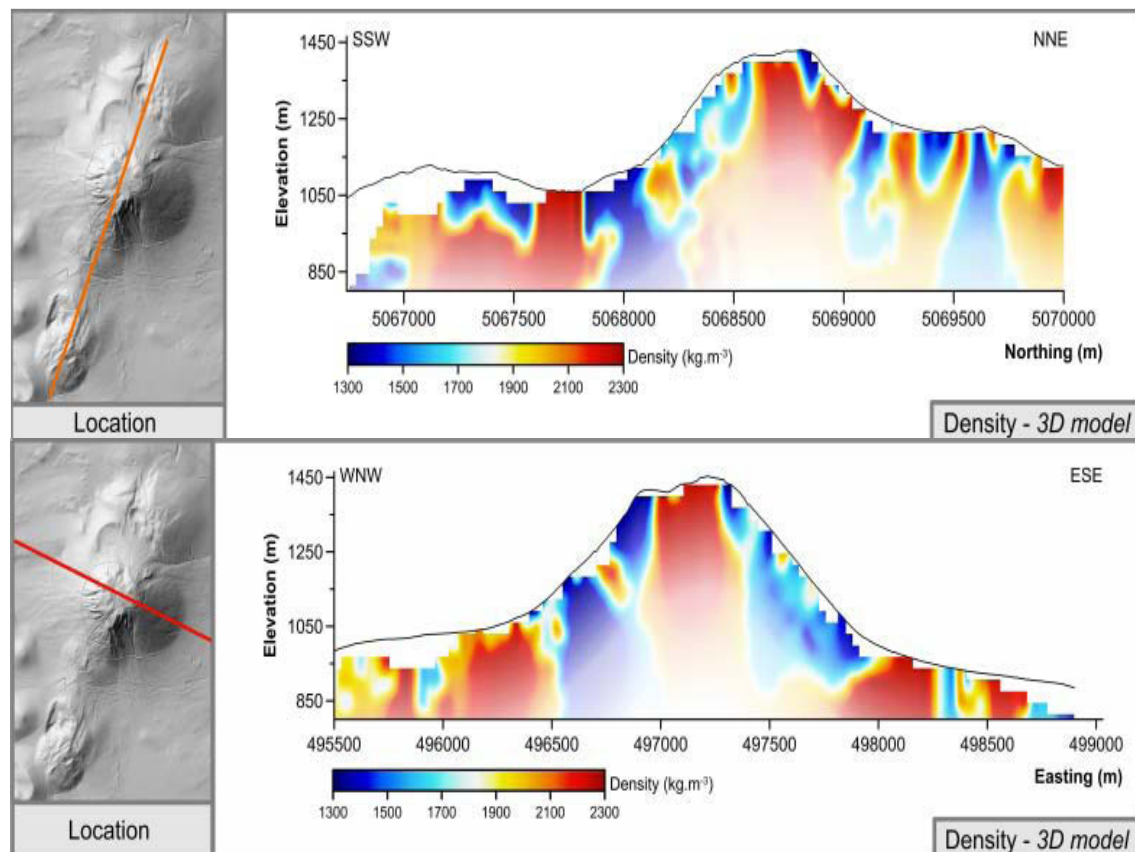 SSW
NNE
1450
1250
1050
850
Elevation (m)
5067000 5067500 5068000 5068500 5069000 5069500 5070000
Northing (m)
Density (kg.m-3)
1300 1500 1700 1900 2100 2300
Location
Density - 3D model
WNW
ESE
1450
1250
1050
850
Elevation (m)
495500 496000 496500 497000 497500 498000 498500 499000
Easting (m)
Density (kg.m-3)
1300 1500 1700 1900 2100 2300
Location
Density - 3D model